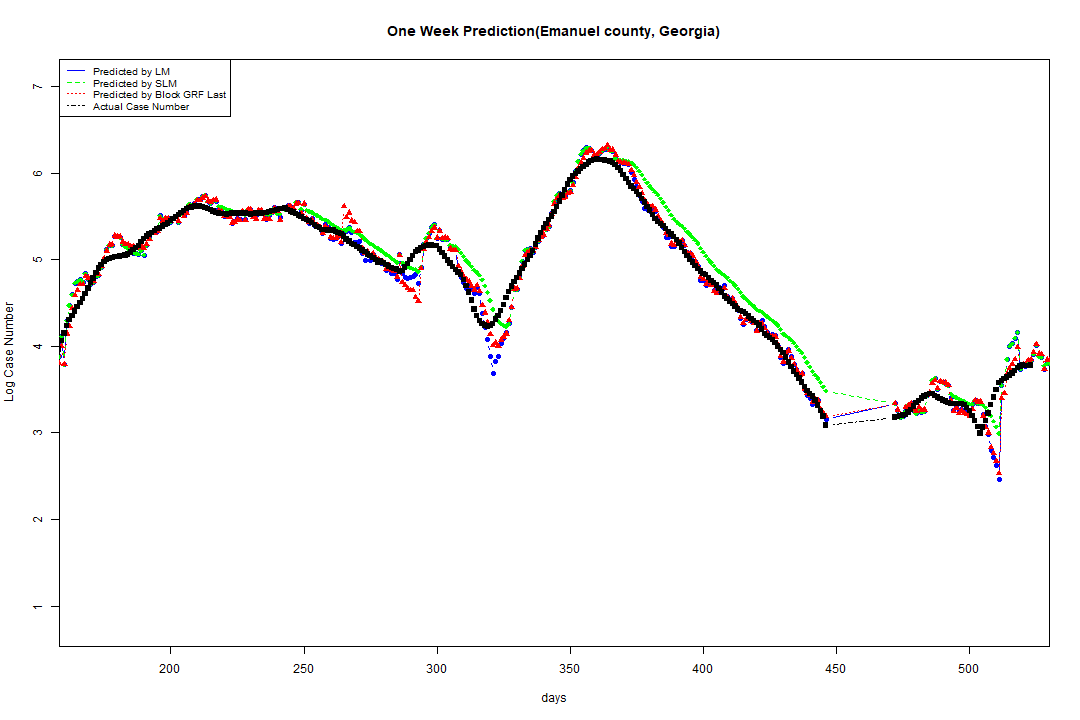 One Week Prediction(Emanuel county, Georgia)
Predicted by LM
Predicted by SLM
Predicted by Block GRF Last
Actual Case Number
7
6
5
4
3
2
1
Log Case Number
200 250 300 350 400 450 500
days